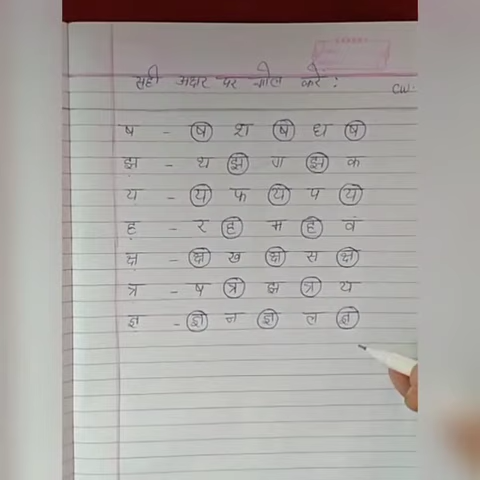 सही अक्षर पर गोल करें :
CW.
ष - ष श ष ध ष
झ - थ झ ग झ क
य - य फ य प य
ह - र ह म ह वं
क्ष - क्ष ख क्ष स क्ष
त्र - ष त्र झ त्र य
ज्ञ - ज्ञ न ज्ञ ल ज्ञ